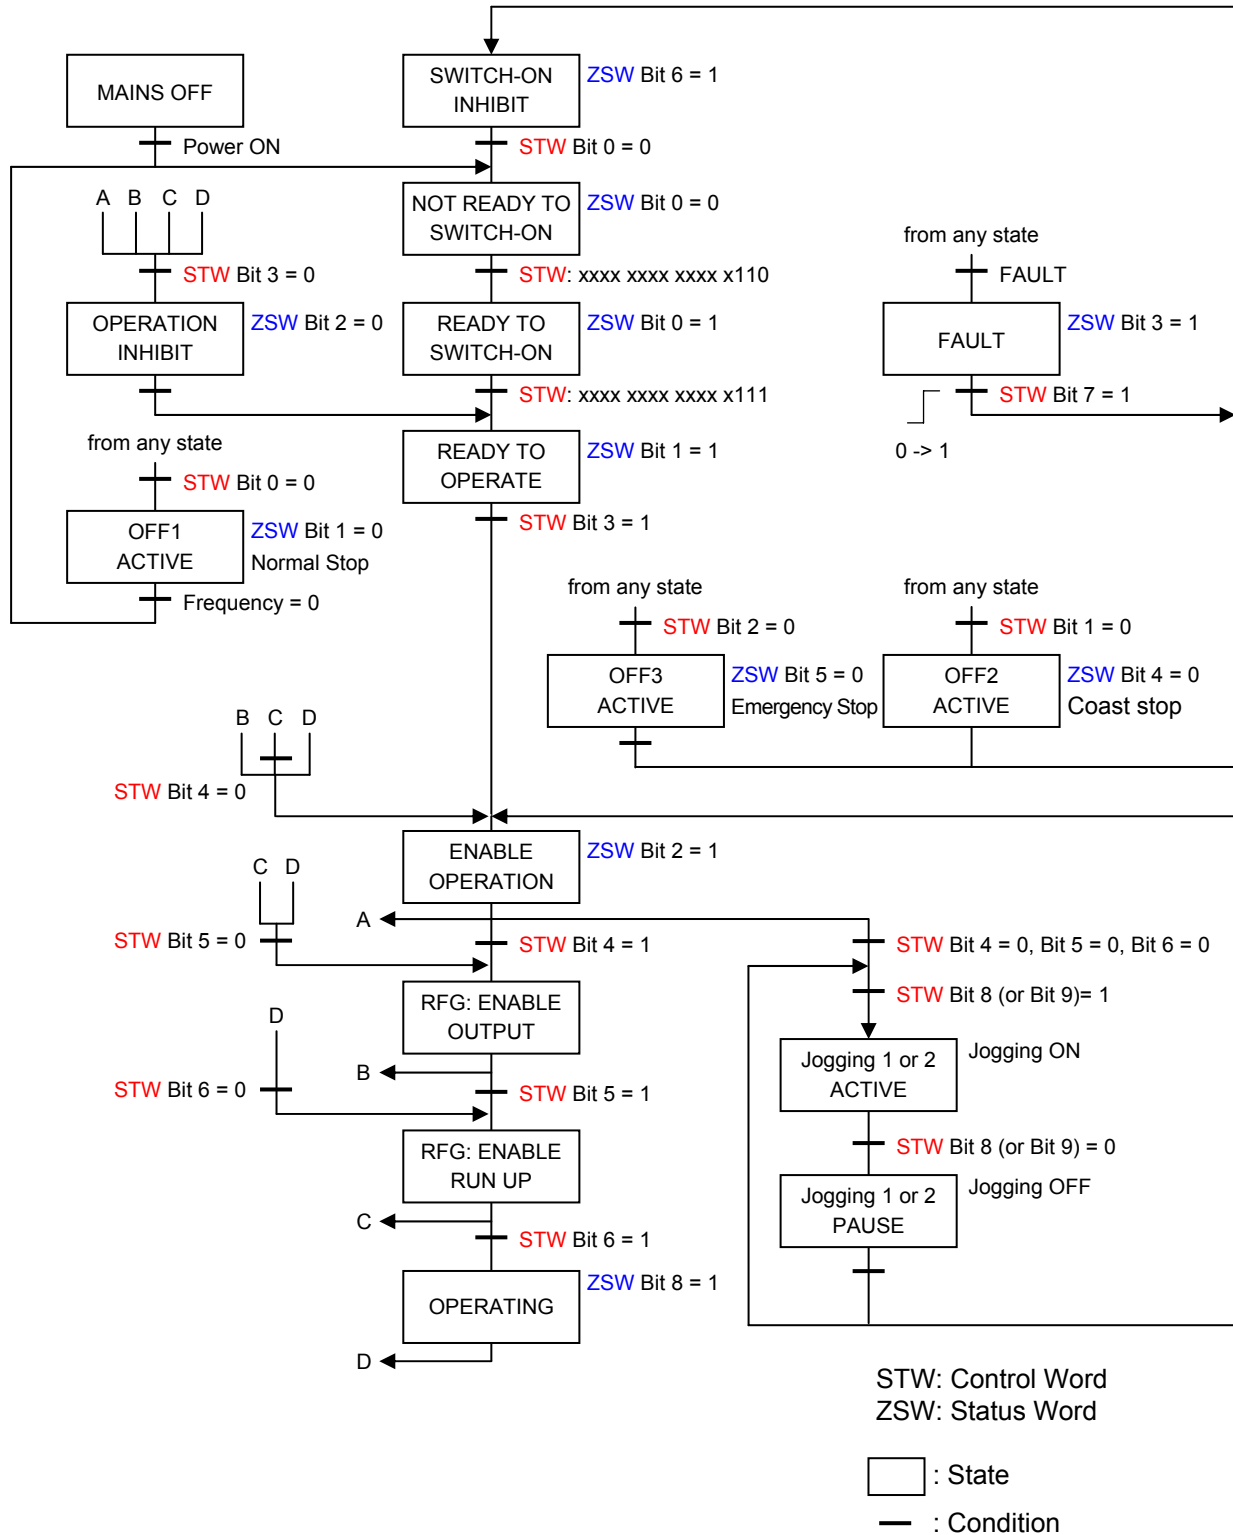 MAINS OFF
Power ON
SWITCH-ON
INHIBIT
ZSW Bit 6 = 1
STW Bit 0 = 0
A B C D
STW Bit 3 = 0
OPERATION
INHIBIT
ZSW Bit 2 = 0
NOT READY TO
SWITCH-ON
ZSW Bit 0 = 0
STW: xxxx xxxx xxxx x110
READY TO
SWITCH-ON
ZSW Bit 0 = 1
STW: xxxx xxxx xxxx x111
from any state
FAULT
FAULT
ZSW Bit 3 = 1
STW Bit 7 = 1
0 -> 1
from any state
STW Bit 0 = 0
OFF1
ACTIVE
ZSW Bit 1 = 0
Normal Stop
Frequency = 0
READY TO
OPERATE
ZSW Bit 1 = 1
STW Bit 3 = 1
from any state
STW Bit 2 = 0
OFF3
ACTIVE
ZSW Bit 5 = 0
Emergency Stop
from any state
STW Bit 1 = 0
OFF2
ACTIVE
ZSW Bit 4 = 0
Coast stop
B C D
STW Bit 4 = 0
ENABLE
OPERATION
ZSW Bit 2 = 1
C D
STW Bit 5 = 0
A
STW Bit 4 = 1
STW Bit 4 = 0, Bit 5 = 0, Bit 6 = 0
STW Bit 8 (or Bit 9)= 1
RFG: ENABLE
OUTPUT
D
STW Bit 6 = 0
B
STW Bit 5 = 1
Jogging 1 or 2
ACTIVE
Jogging ON
STW Bit 8 (or Bit 9) = 0
RFG: ENABLE
RUN UP
Jogging 1 or 2
PAUSE
Jogging OFF
C
STW Bit 6 = 1
OPERATING
ZSW Bit 8 = 1
D
STW: Control Word
ZSW: Status Word
: State
: Condition